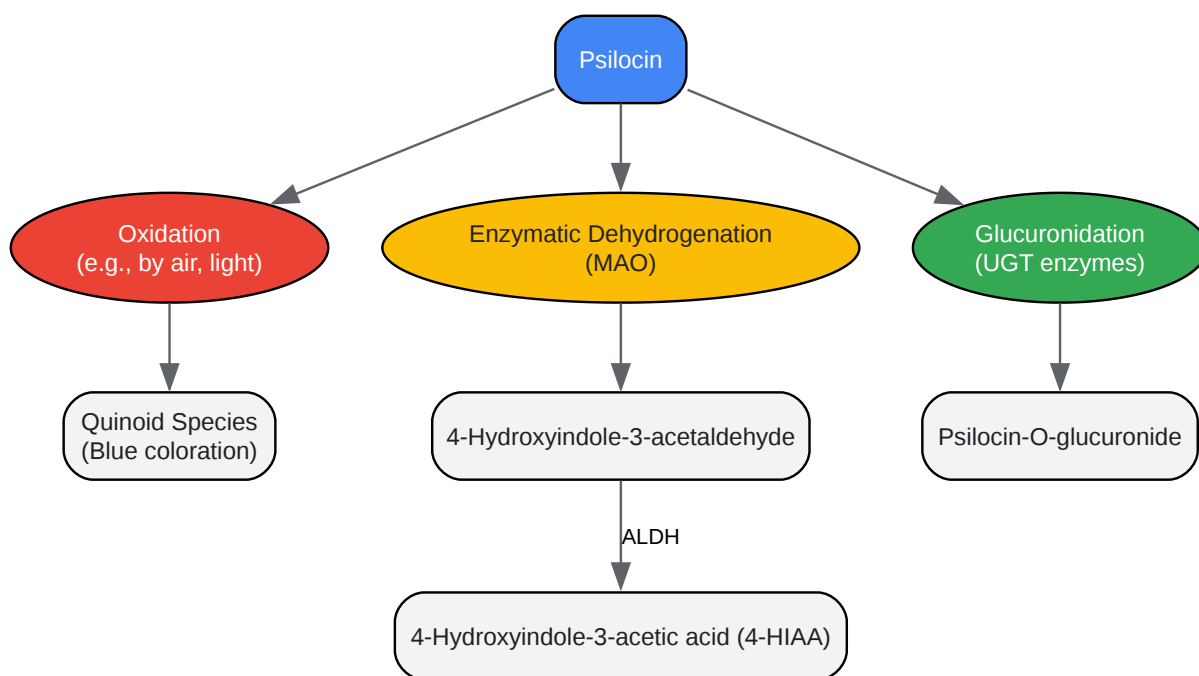 Psilocin
Oxidation
(e.g., by air, light)
Enzymatic Dehydrogenation
(MAO)
Glucuronidation
(UGT enzymes)
Quinoid Species
(Blue coloration)
4-Hydroxyindole-3-acetaldehyde
Psilocin-O-glucuronide
ALDH
4-Hydroxyindole-3-acetic acid (4-HIAA)